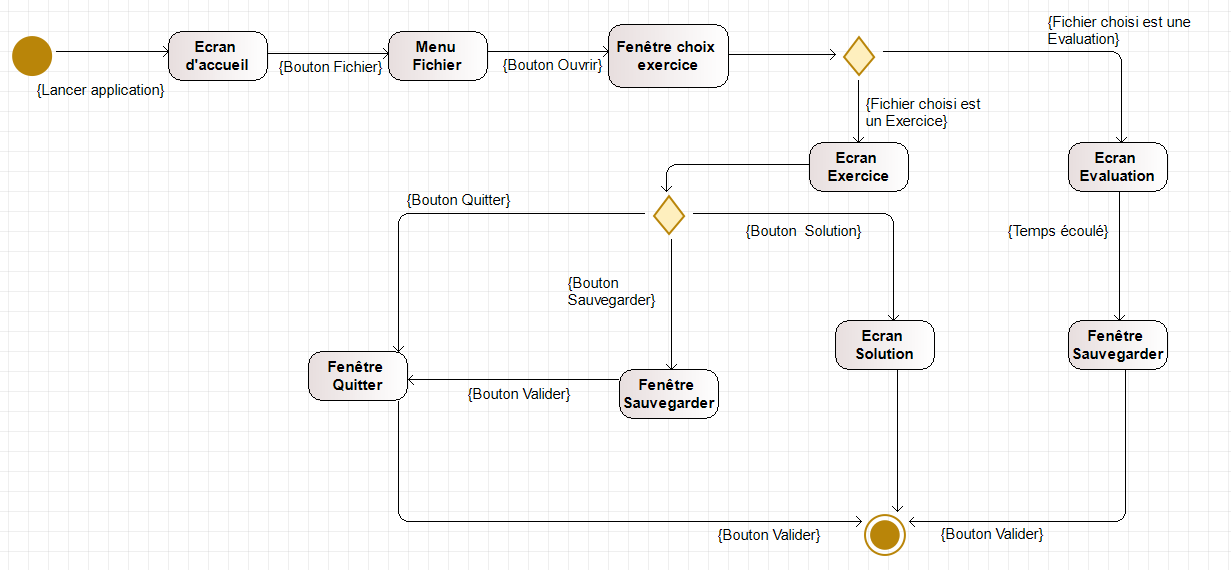 {Fichier choisi est une
Evaluation}
Ecran
d'accueil
Menu
Fichier
Fenêtre choix
exercice
{Lancer application}
{Bouton Fichier}
{Bouton Ouvrir}
{Fichier choisi est
un Exercice}
Ecran
Exercice
Ecran
Evaluation
{Bouton Quitter}
{Bouton  Solution}
{Temps écoulé}
{Bouton
Sauvegarder}
Ecran
Solution
Fenêtre
Sauvegarder
Fenêtre
Quitter
{Bouton Valider}
Fenêtre
Sauvegarder
{Bouton Valider}
{Bouton Valider}